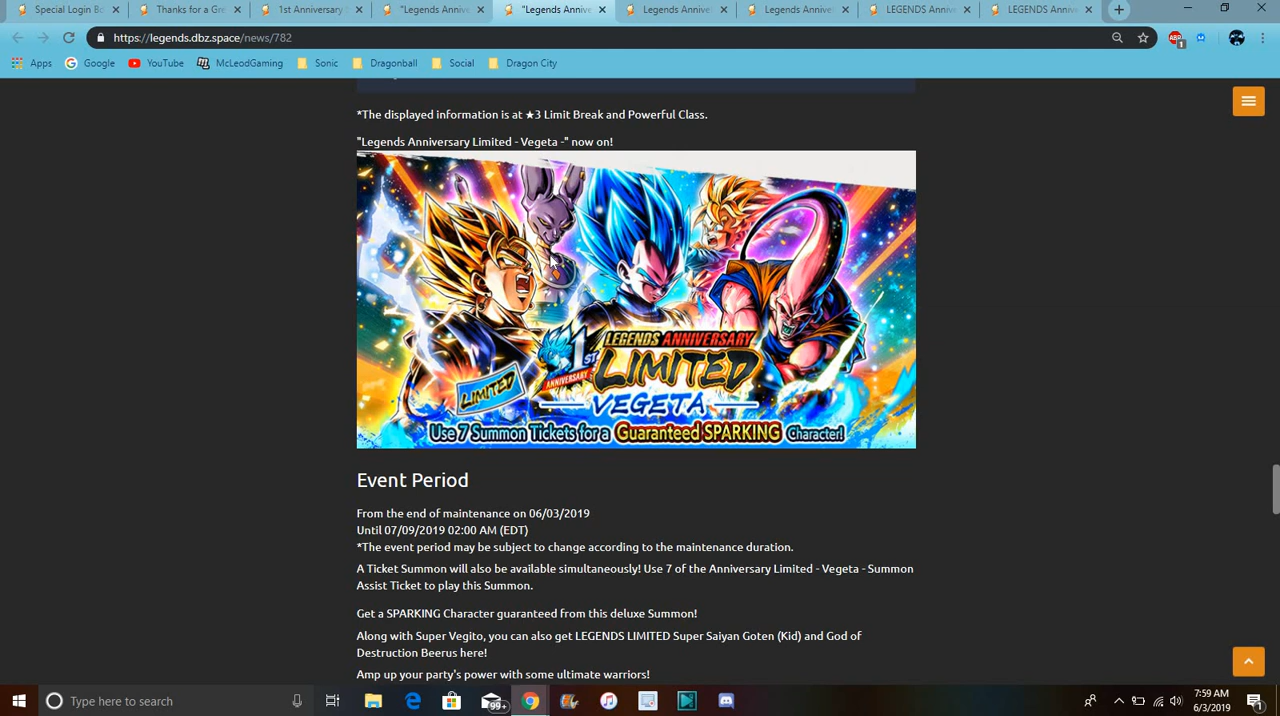 Special Login Bo
Thanks for a Gre
1st Anniversary S
"Legends Annive
"Legends Annive
Legends Annivel
Legends Annivel
LEGENDS Anniv
LEGENDS Annive
https://legends.dbz.space/news/782
ABP
1
Apps
Google
YouTube
McLeodGaming
Sonic
Dragonball
Social
Dragon City
*The displayed information is at ★3 Limit Break and Powerful Class.
"Legends Anniversary Limited - Vegeta -" now on!
1ST
ANNIVERSARY
LEGENDS ANNIVERSARY
LIMITED
LIMITED
VEGETA
Use 7 Summon Tickets for a Guaranteed SPARKING Character!
Event Period
From the end of maintenance on 06/03/2019
Until 07/09/2019 02:00 AM (EDT)
*The event period may be subject to change according to the maintenance duration.
A Ticket Summon will also be available simultaneously! Use 7 of the Anniversary Limited - Vegeta - Summon
Assist Ticket to play this Summon.
Get a SPARKING Character guaranteed from this deluxe Summon!
Along with Super Vegito, you can also get LEGENDS LIMITED Super Saiyan Goten (Kid) and God of
Destruction Beerus here!
Amp up your party's power with some ultimate warriors!
Type here to search
99+
7:59 AM
6/3/2019
1